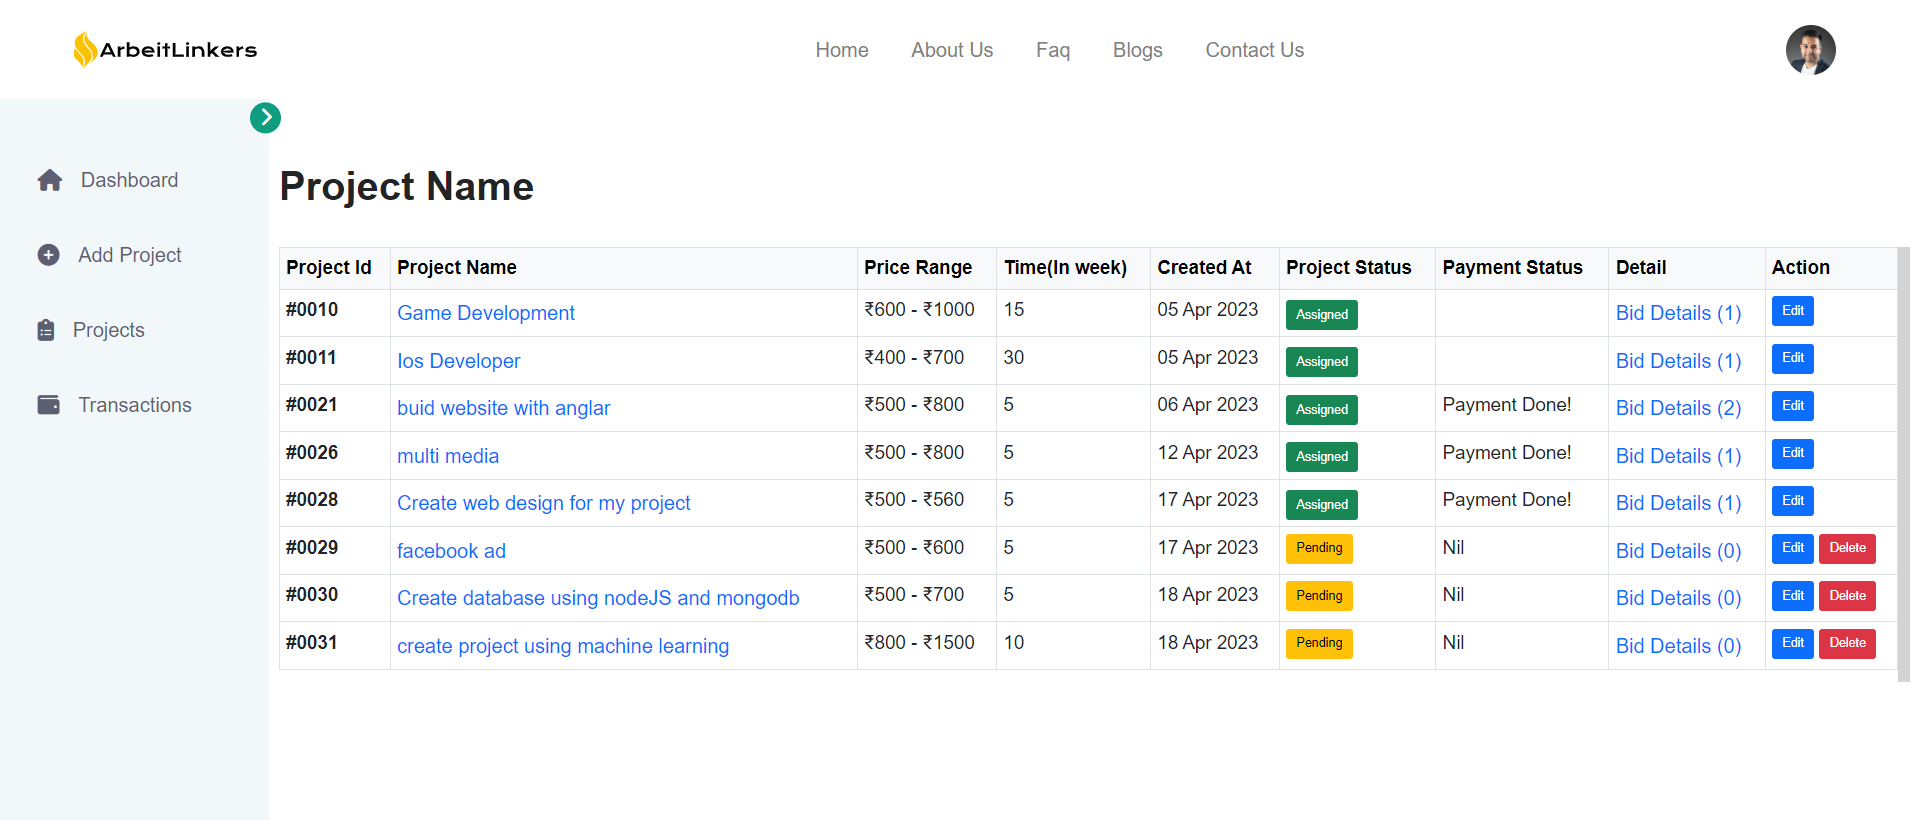 ArbeitLinkers
Home About Us Faq Blogs Contact Us
Dashboard
Add Project
Projects
Transactions
Project Name
Project Id Project Name Price Range Time(In week) Created At Project Status Payment Status Detail Action
#0010 Game Development ₹600 - ₹1000 15 05 Apr 2023 Assigned Bid Details (1) Edit
#0011 Ios Developer ₹400 - ₹700 30 05 Apr 2023 Assigned Bid Details (1) Edit
#0021 buid website with anglar ₹500 - ₹800 5 06 Apr 2023 Assigned Payment Done! Bid Details (2) Edit
#0026 multi media ₹500 - ₹800 5 12 Apr 2023 Assigned Payment Done! Bid Details (1) Edit
#0028 Create web design for my project ₹500 - ₹560 5 17 Apr 2023 Assigned Payment Done! Bid Details (1) Edit
#0029 facebook ad ₹500 - ₹600 5 17 Apr 2023 Pending Nil Bid Details (0) Edit Delete
#0030 Create database using nodeJS and mongodb ₹500 - ₹700 5 18 Apr 2023 Pending Nil Bid Details (0) Edit Delete
#0031 create project using machine learning ₹800 - ₹1500 10 18 Apr 2023 Pending Nil Bid Details (0) Edit Delete